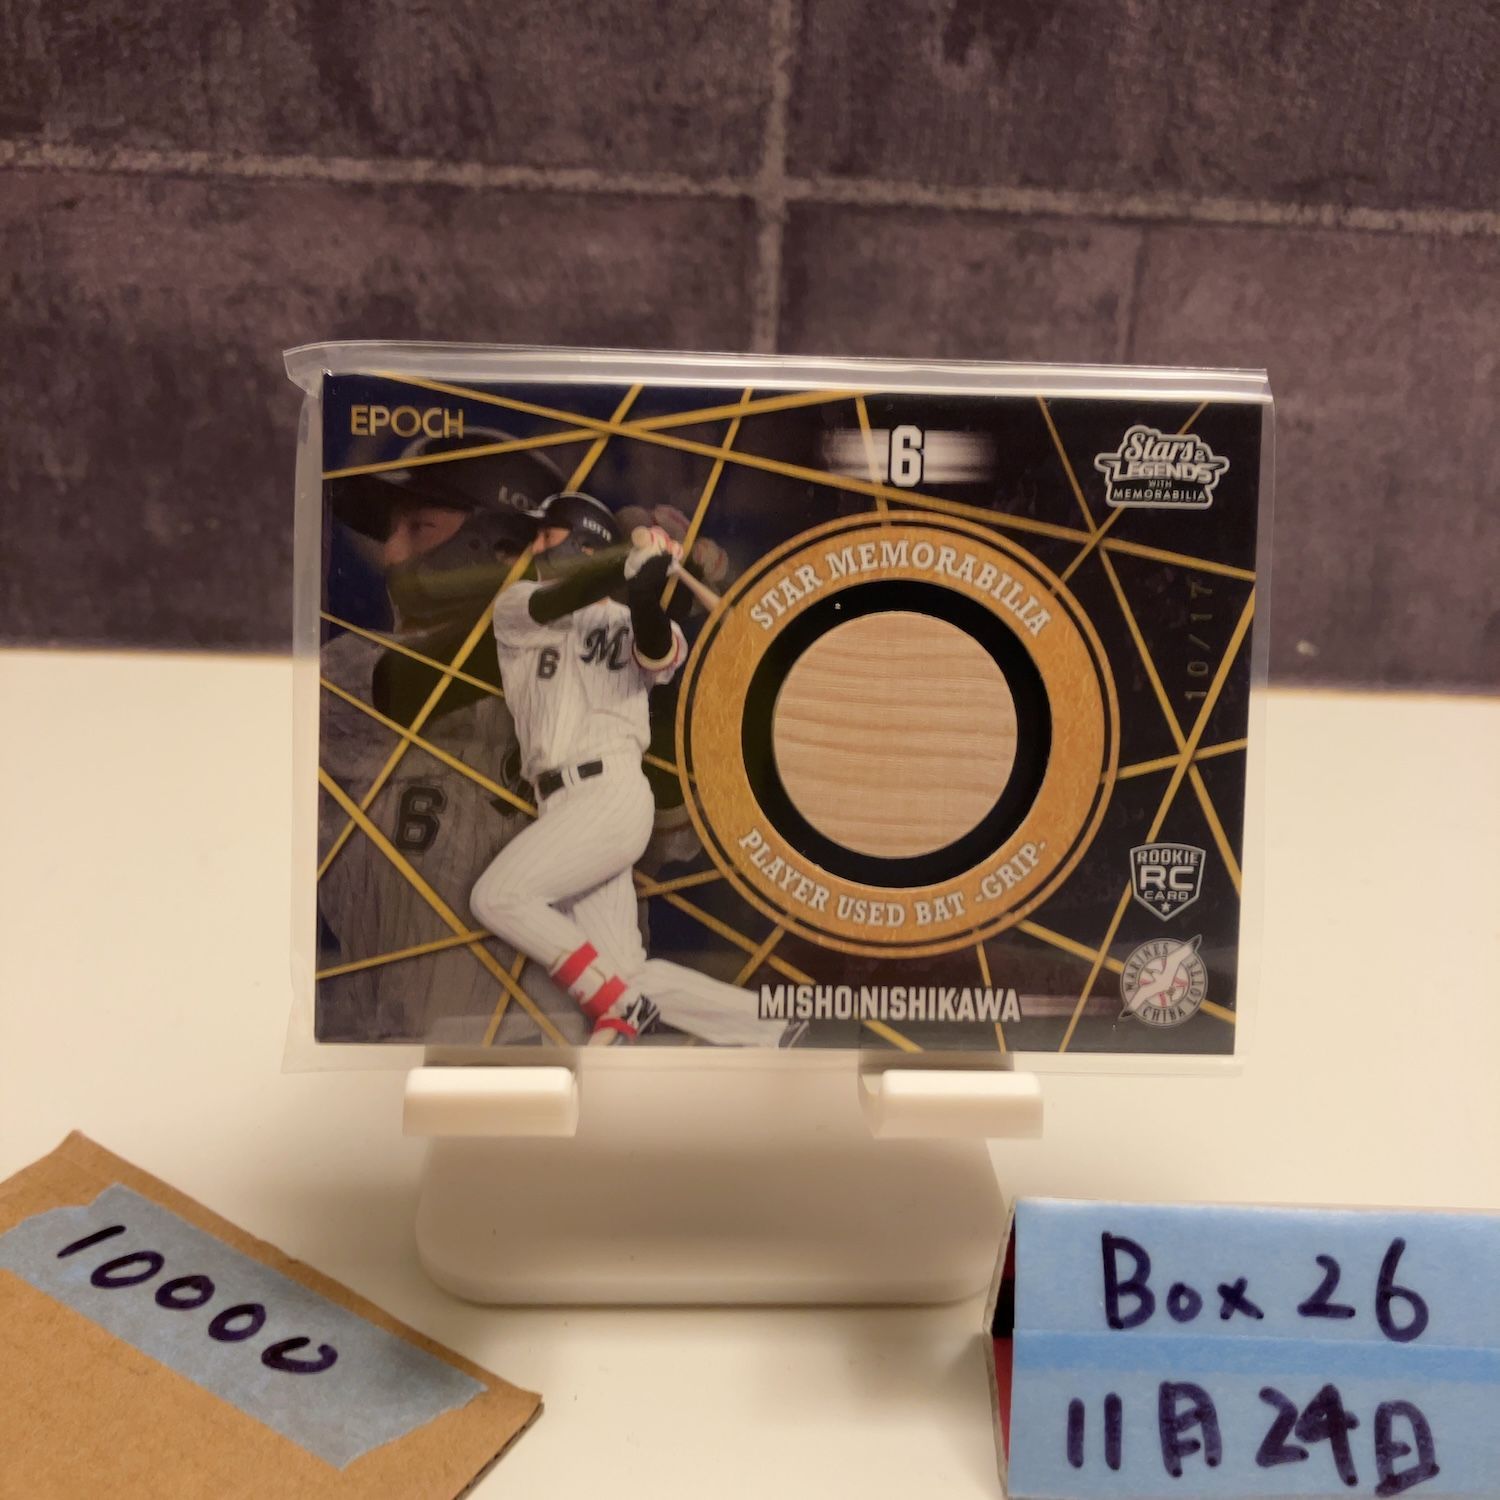 EPOCH
6
Stars &
LEGENDS
WITH
MEMORABILIA
LOTTE
M
6
6
STAR MEMORABILIA
PLAYER USED BAT -GRIP-
10/17
ROOKIE
RC
CARD
MARINES
CHIBA
MISHO NISHIKAWA
10000
Box 26
11月24日